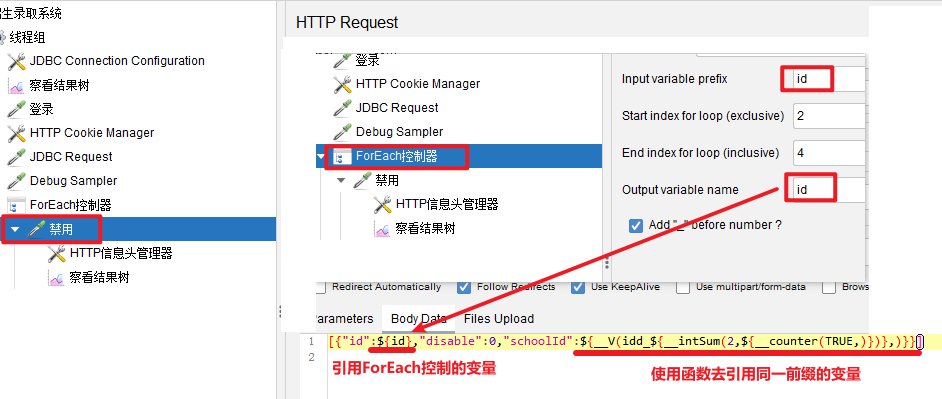 生录取系统
线程组
JDBC Connection Configuration
察看结果树
登录
HTTP Cookie Manager
JDBC Request
Debug Sampler
ForEach控制器
禁用
HTTP信息头管理器
察看结果树
HTTP Request
登录
HTTP Cookie Manager
JDBC Request
Debug Sampler
ForEach控制器
禁用
HTTP信息头管理器
察看结果树
Input variable prefix id
Start index for loop (exclusive) 2
End index for loop (inclusive) 4
Output variable name id
Add "_" before number ?
Redirect Automatically Follow Redirects Use KeepAlive Use multipart/form-data Brows
arameters Body Data Files Upload
1 [{"id":${id},"disable":0,"schoolId":${__V(idd_${__intSum(2,${__counter(TRUE,)})},)}}]
2
引用ForEach控制的变量
使用函数去引用同一前缀的变量